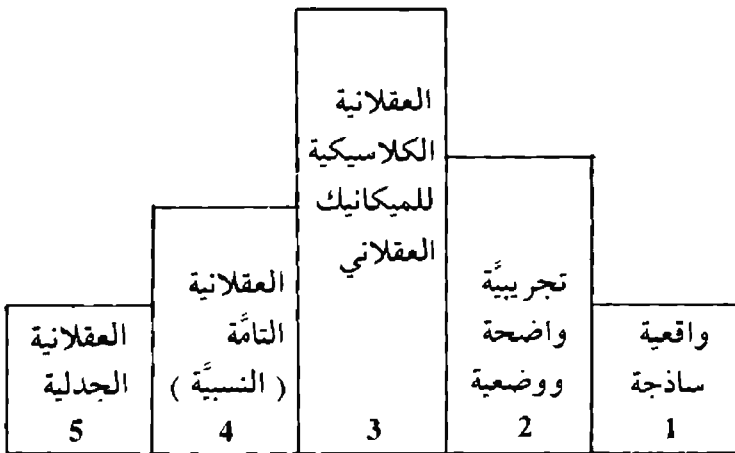 واقعية
ساذجة
1
تجريبيَّة
واضحة
ووضعية
2
العقلانية
الكلاسيكية
للميكانيك
العقلاني
3
العقلانية
التامَّة
( النسبيَّة )
4
العقلانية
الجدلية
5